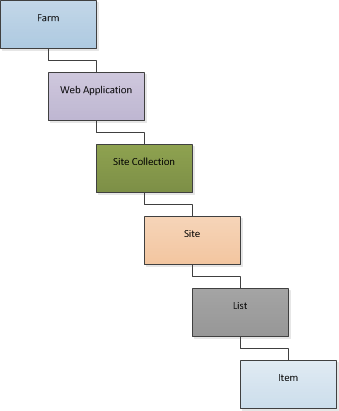 Farm
Web Application
Site Collection
Site
List
Item